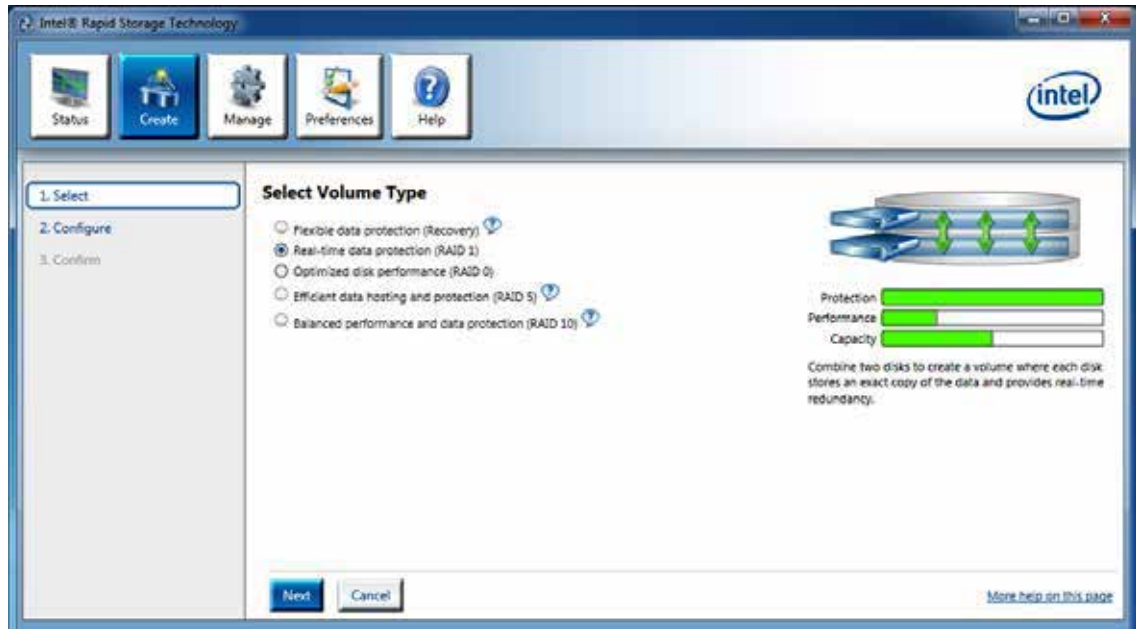 Intel® Rapid Storage Technology
Status
Create
Manage
Preferences
Help
intel
1. Select
2. Configure
3. Confirm
Select Volume Type
Flexible data protection (Recovery) ?
Real-time data protection (RAID 1)
Optimized disk performance (RAID 0)
Efficient data hosting and protection (RAID 5) ?
Balanced performance and data protection (RAID 10) ?
Protection
Performance
Capacity
Combine two disks to create a volume where each disk
stores an exact copy of the data and provides real-time
redundancy.
Next
Cancel
More help on this page